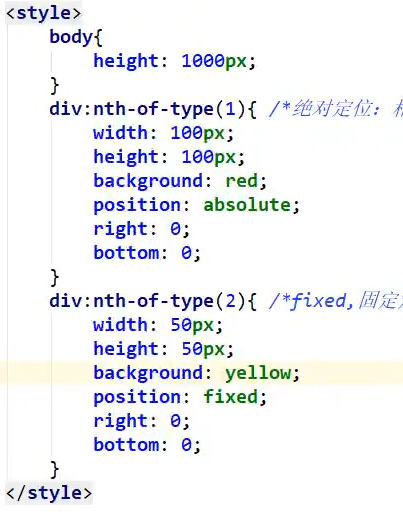 <style>
body{
height: 1000px;
}
div:nth-of-type(1){ /*绝对定位：相
width: 100px;
height: 100px;
background: red;
position: absolute;
right: 0;
bottom: 0;
}
div:nth-of-type(2){ /*fixed,固定
width: 50px;
height: 50px;
background: yellow;
position: fixed;
right: 0;
bottom: 0;
}
</style>